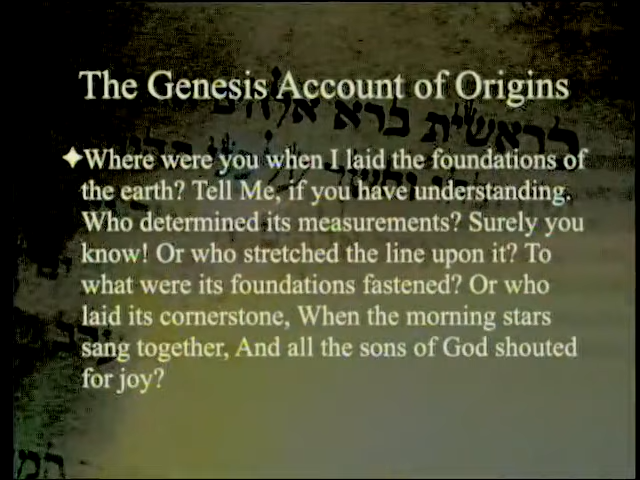 The Genesis Account of Origins
בראשית ברא אלהים
Where were you when I laid the foundations of
the earth? Tell Me, if you have understanding.
Who determined its measurements? Surely you
know! Or who stretched the line upon it? To
what were its foundations fastened? Or who
laid its cornerstone, When the morning stars
sang together, And all the sons of God shouted
for joy?